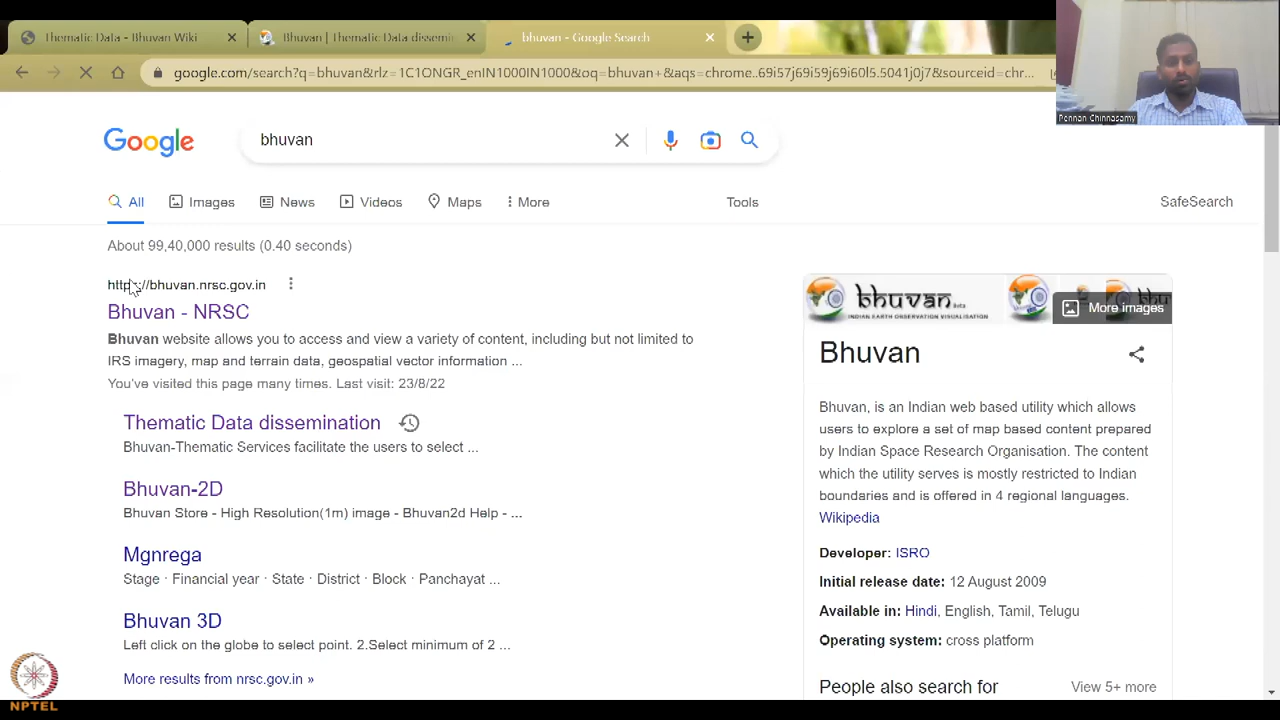 Thematic Data - Bhuvan Wiki
Bhuvan | Thematic Data dissemin
bhuvan - Google Search
google.com/search?q=bhuvan&rlz=1C1ONGR_enIN1000IN1000&oq=bhuvan+&aqs=chrome..69i57j69i59j69i60l5.5041j0j7&sourceid=chr...
Pennan Chinnasamy
Google
bhuvan
All
Images
News
Videos
Maps
More
Tools
SafeSearch
About 99,40,000 results (0.40 seconds)
https://bhuvan.nrsc.gov.in
Bhuvan - NRSC
Bhuvan website allows you to access and view a variety of content, including but not limited to
IRS imagery, map and terrain data, geospatial vector information ...
You've visited this page many times. Last visit: 23/8/22
Thematic Data dissemination
Bhuvan-Thematic Services facilitate the users to select ...
Bhuvan-2D
Bhuvan Store - High Resolution(1m) image - Bhuvan2d Help - ...
Mgnrega
Stage · Financial year · State · District · Block · Panchayat ...
Bhuvan 3D
Left click on the globe to select point. 2.Select minimum of 2 ...
More results from nrsc.gov.in »
bhuvan
INDIAN EARTH OBSERVATION VISUALISATION
More images
Bhuvan
Bhuvan, is an Indian web based utility which allows
users to explore a set of map based content prepared
by Indian Space Research Organisation. The content
which the utility serves is mostly restricted to Indian
boundaries and is offered in 4 regional languages.
Wikipedia
Developer: ISRO
Initial release date: 12 August 2009
Available in: Hindi, English, Tamil, Telugu
Operating system: cross platform
People also search for
View 5+ more
NPTEL